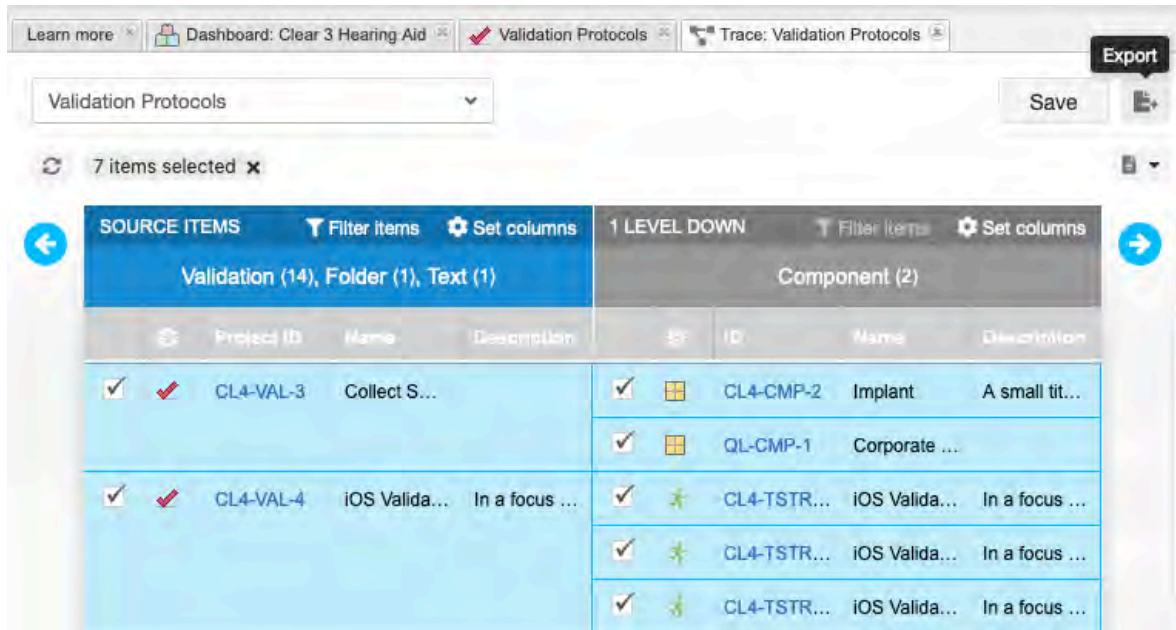 Learn more Dashboard: Clear 3 Hearing Aid Validation Protocols Trace: Validation Protocols
Export
Validation Protocols Save
7 items selected
SOURCE ITEMS Filter items Set columns 1 LEVEL DOWN Filter items Set columns
Validation (14), Folder (1), Text (1) Component (2)
Project ID Name Description ID Name Description
CL4-VAL-3 Collect S... CL4-CMP-2 Implant A small tit...
QL-CMP-1 Corporate ...
CL4-VAL-4 iOS Valida... In a focus ... CL4-TSTR... iOS Valida... In a focus ...
CL4-TSTR... iOS Valida... In a focus ...
CL4-TSTR... iOS Valida... In a focus ...